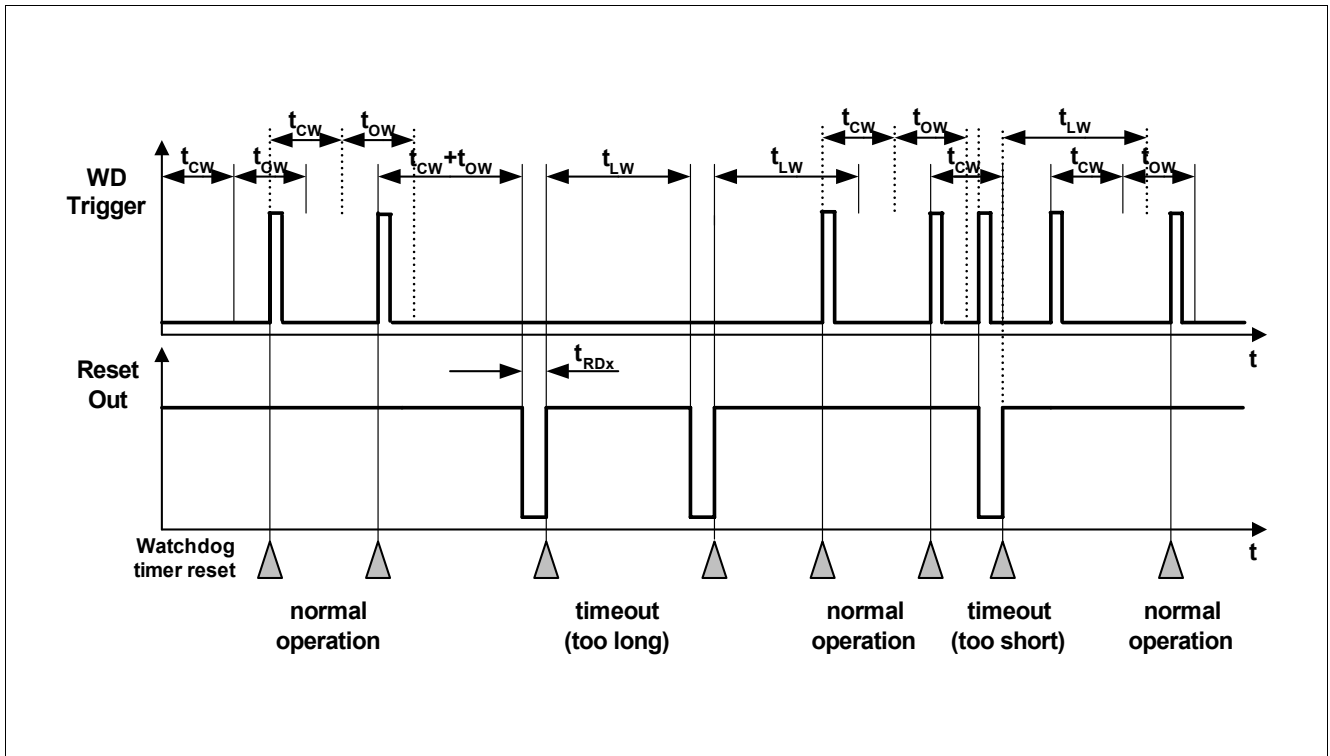 tCW tOW tCW tOW tLW
tCW tOW tCW+tOW tLW tLW tCW tCW tOW
WD
Trigger
t
tRDx
Reset
Out
t
Watchdog
timer reset
normal
operation
timeout
(too long)
normal
operation
timeout
(too short)
normal
operation